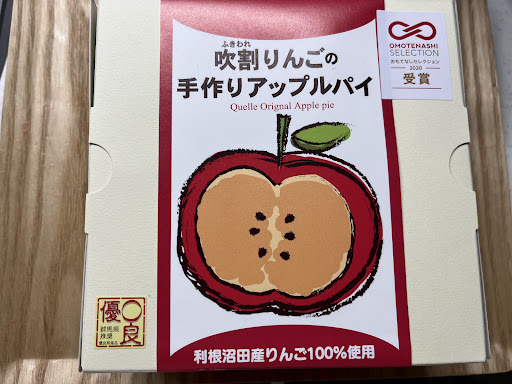 ふきわれ
吹割りんごの
手作りアップルパイ
Quelle Orignal Apple pie
OMOTENASHI
SELECTION
おもてなしセレクション
2020
受賞
優良
群馬県
推奨
利根沼田産りんご100%使用